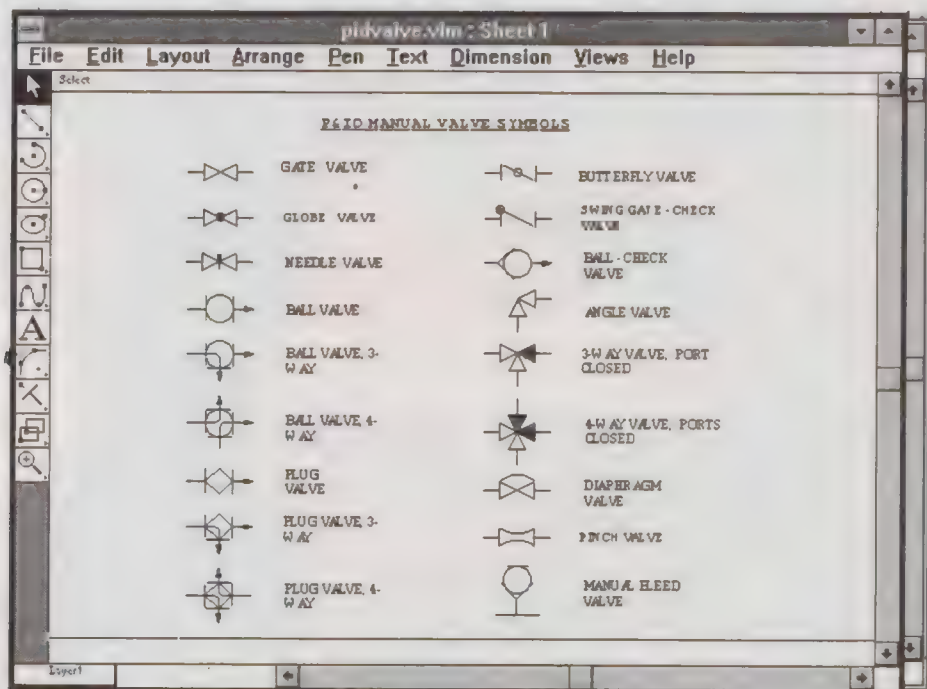 pidvalve.vlm : Sheet 1
File Edit Layout Arrange Pen Text Dimension Views Help
Select
A
P&ID MANUAL VALVE SYMBOLS
GATE VALVE
GLOBE VALVE
NEEDLE VALVE
BALL VALVE
BALL VALVE, 3-
WAY
BALL VALVE, 4-
WAY
PLUG
VALVE
PLUG VALVE, 3-
WAY
PLUG VALVE, 4-
WAY
BUTTERFLY VALVE
SWING GATE - CHECK
VALVE
BALL - CHECK
VALVE
ANGLE VALVE
3-WAY VALVE, PORT
CLOSED
4-WAY VALVE, PORTS
CLOSED
DIAPHRAGM
VALVE
PINCH VALVE
MANUAL BLEED
VALVE
Layer1